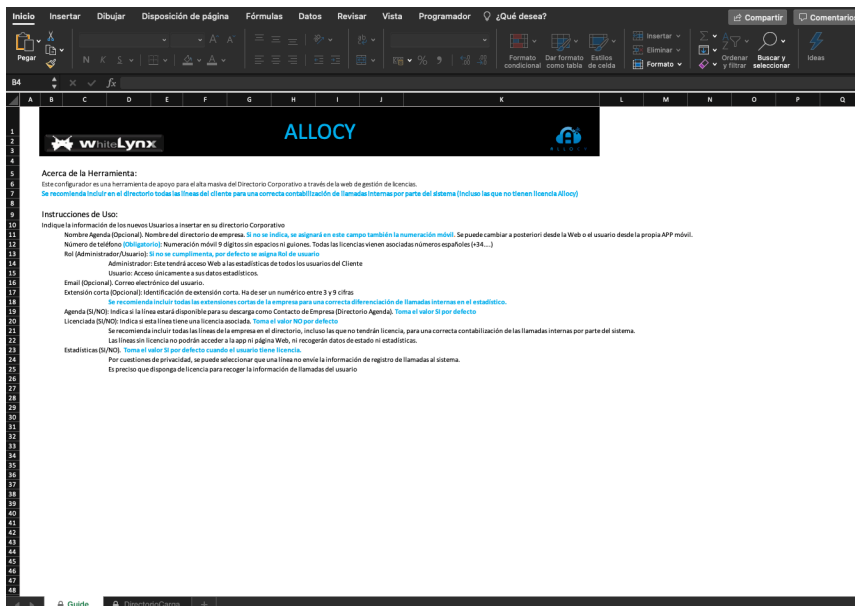 Inicio Insertar Dibujar Disposición de página Fórmulas Datos Revisar Vista Programador ¿Qué desea? Compartir Comentarios
Pegar
N K S
Formato condicional
Dar formato como tabla
Estilos de celda
Insertar
Eliminar
Formato
Ordenar y filtrar
Buscar y seleccionar
Ideas
B4 fx
A B C D E F G H I J K L M N O P Q
WhiteLynx ALLOCY ALLOCY
Acerca de la Herramienta:
Este configurador es una herramienta de apoyo para el alta masiva del Directorio Corporativo a través de la web de gestión de licencias.
Se recomienda incluir en el directorio todas las líneas del cliente para una correcta contabilización de llamadas internas por parte del sistema (incluso las que no tienen licencia Allocy)
Instrucciones de Uso:
Indique la información de los nuevos Usuarios a insertar en su directorio Corporativo
Nombre Agenda (Opcional). Nombre del directorio de empresa. Si no se indica, se asignará en este campo también la numeración móvil. Se puede cambiar a posteriori desde la Web o el usuario desde la propia APP móvil.
Número de teléfono (Obligatorio): Numeración móvil 9 dígitos sin espacios ni guiones. Todas las licencias vienen asociadas números españoles (+34....)
Rol (Administrador/Usuario): Si no se cumplimenta, por defecto se asigna Rol de usuario
Administrador: Este tendrá acceso Web a las estadísticas de todos los usuarios del Cliente
Usuario: Acceso únicamente a sus datos estadísticos.
Email (Opcional). Correo electrónico del usuario.
Extensión corta (Opcional): Identificación de extensión corta. Ha de ser un numérico entre 3 y 9 cifras
Se recomienda incluir todas las extensiones cortas de la empresa para una correcta diferenciación de llamadas internas en el estadístico.
Agenda (SI/NO): Indica si la línea estará disponible para su descarga como Contacto de Empresa (Directorio Agenda). Toma el valor SI por defecto
Licenciada (SI/NO): Indica si esta línea tiene una licencia asociada. Toma el valor NO por defecto
Se recomienda incluir todas las líneas de la empresa en el directorio, incluso las que no tendrán licencia, para una correcta contabilización de las llamadas internas por parte del sistema.
Las líneas sin licencia no podrán acceder a la app ni página Web, ni recogerán datos de estado ni estadísticas.
Estadísticas (SI/NO). Toma el valor SI por defecto cuando el usuario tiene licencia.
Por cuestiones de privacidad, se puede seleccionar que una línea no envíe la información de registro de llamadas al sistema.
Es preciso que disponga de licencia para recoger la información de llamadas del usuario
Guide DirectorioCarga